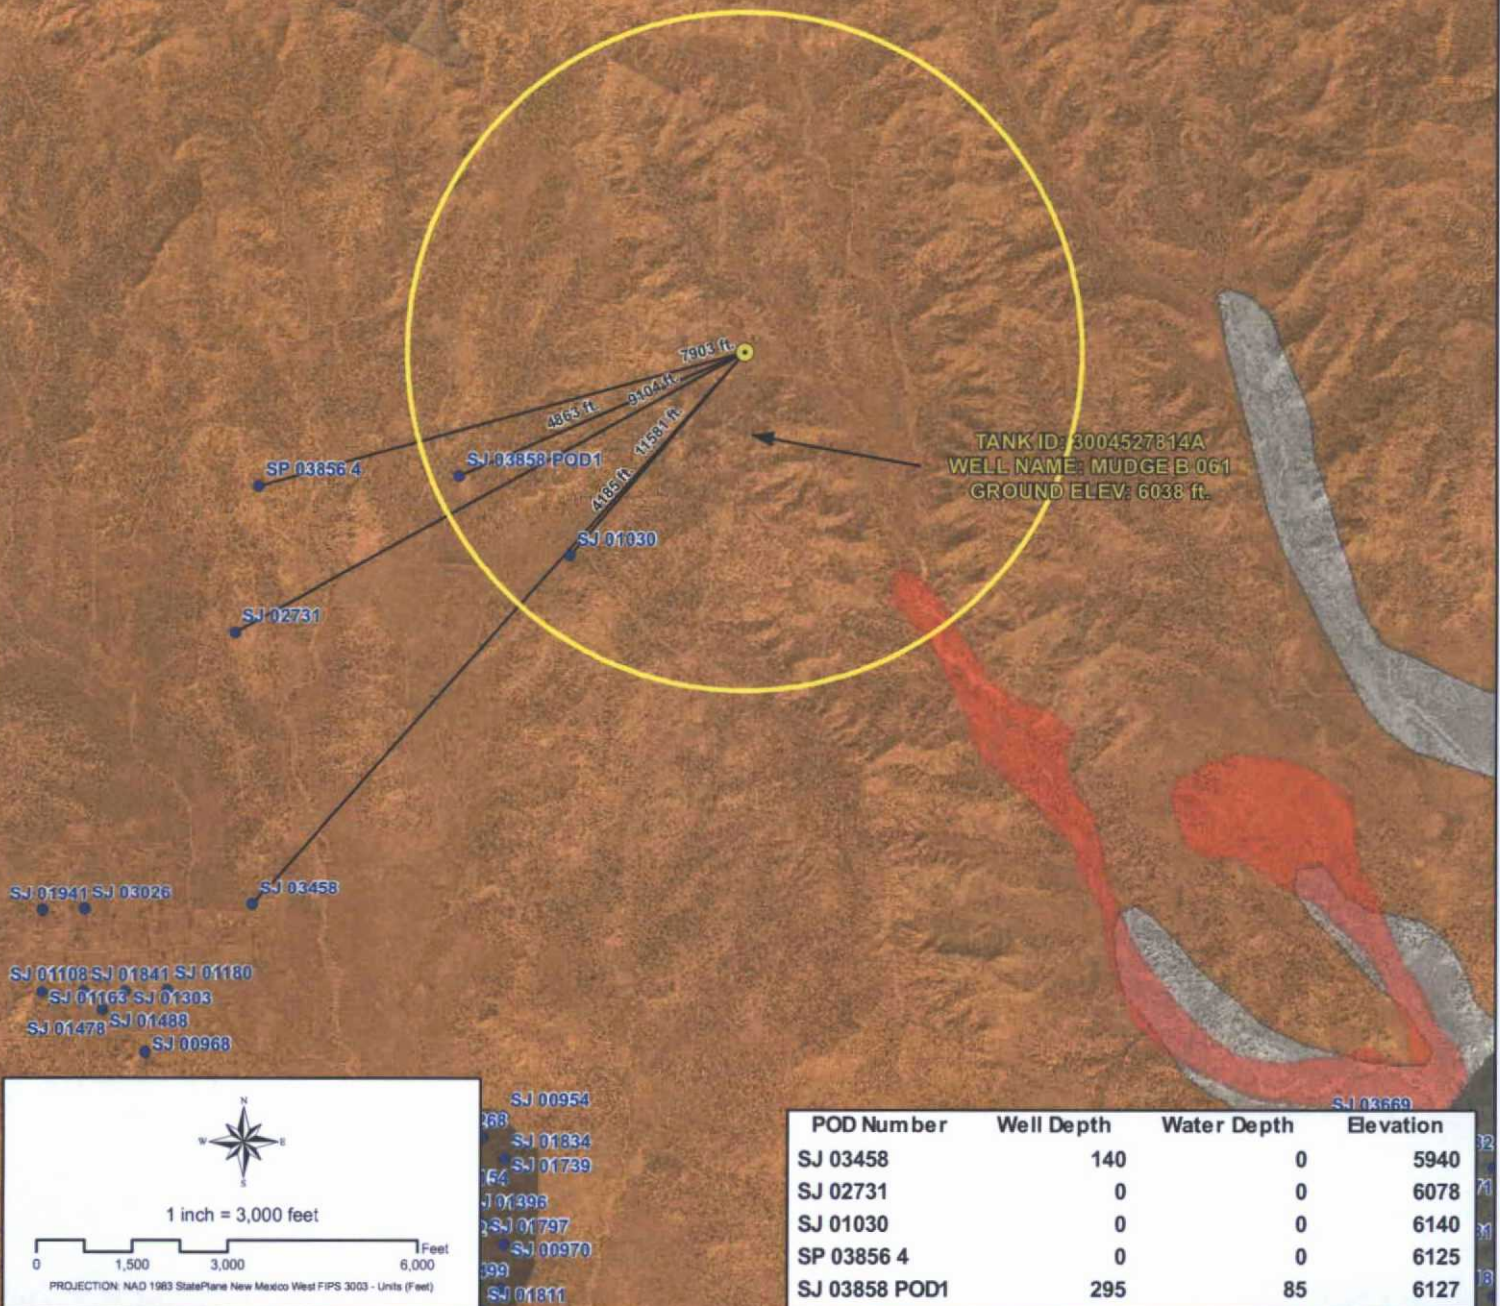 7903 ft.
9104 ft.
4863 ft.
11581 ft.
4185 ft.
TANK ID: 3004527814A
WELL NAME: MUDGE B 061
GROUND ELEV: 6038 ft.
SP 03856 4
SJ 03858 POD1
SJ 01030
SJ 02731
SJ 03458
SJ 01941 SJ 03026
SJ 01108 SJ 01841 SJ 01180
SJ 01163 SJ 01303
SJ 01478 SJ 01488
SJ 00968
N
W E
S
1 inch = 3,000 feet
Feet
0 1,500 3,000 6,000
PROJECTION: NAD 1983 StatePlane New Mexico West FIPS 3003 - Units (Feet)
SJ 00954
268
SJ 01834
SJ 01739
SJ 01797
SJ 00970
SJ 01811
SJ 03669
POD Number Well Depth Water Depth Elevation
SJ 03458 140 0 5940
SJ 02731 0 0 6078
SJ 01030 0 0 6140
SP 03856 4 0 0 6125
SJ 03858 POD1 295 85 6127